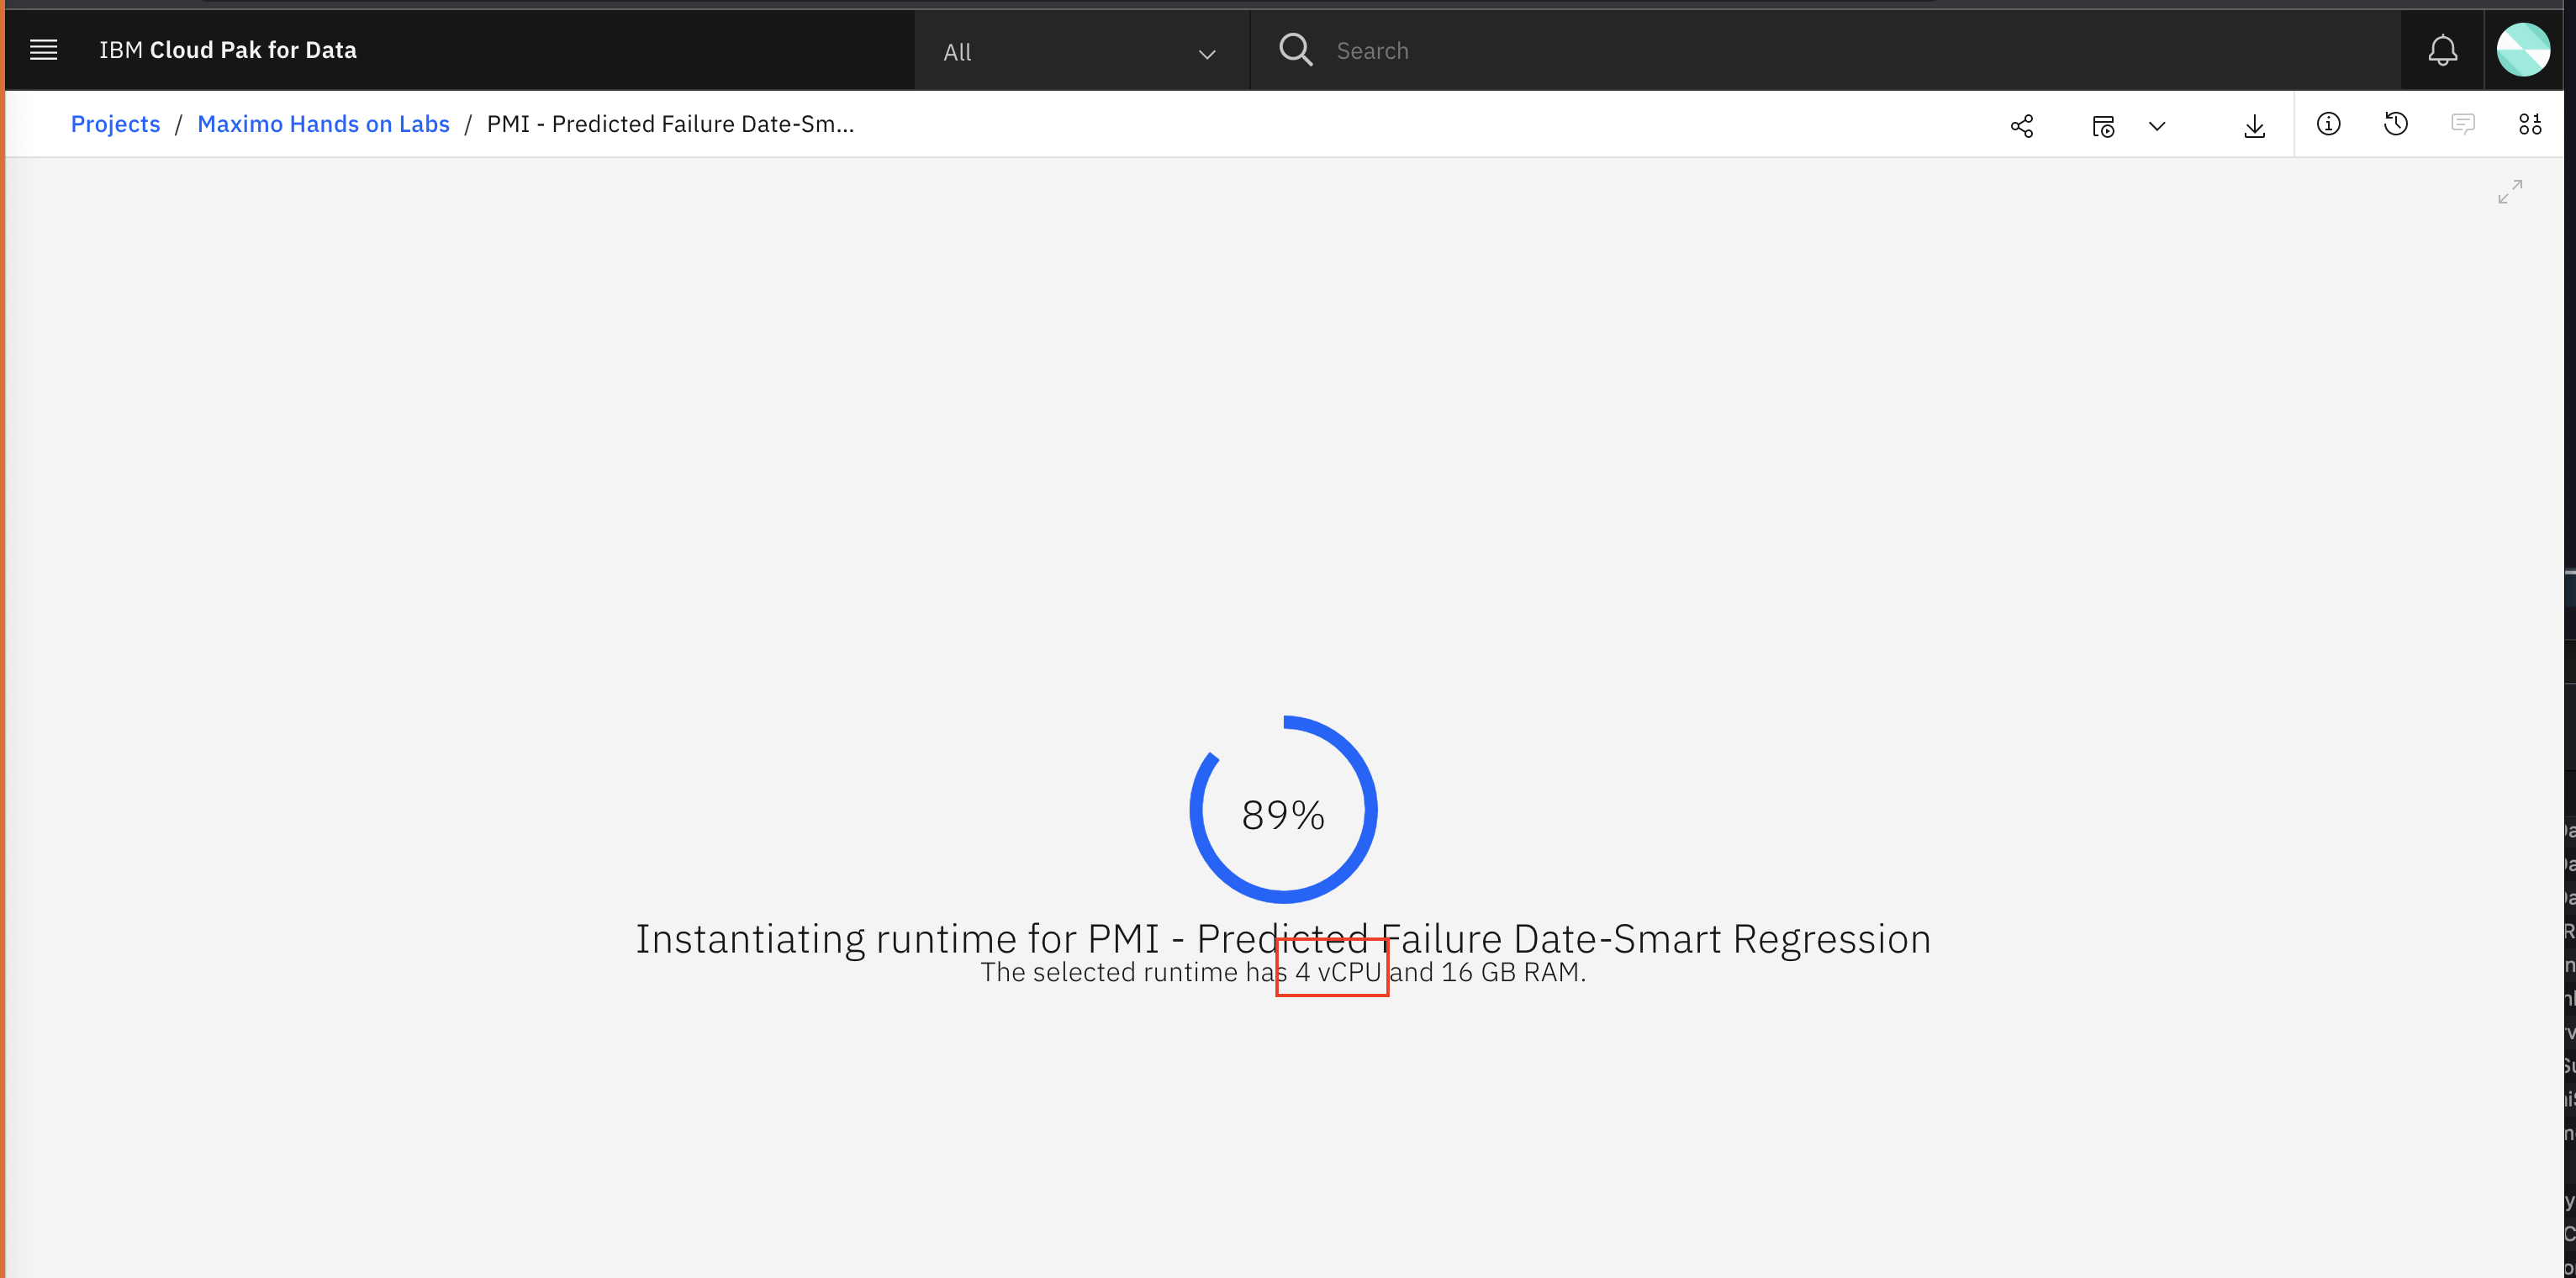 IBM Cloud Pak for Data
All
Search
Projects / Maximo Hands on Labs / PMI - Predicted Failure Date-Sm...
89%
Instantiating runtime for PMI - Predicted Failure Date-Smart Regression
The selected runtime has 4 vCPU and 16 GB RAM.